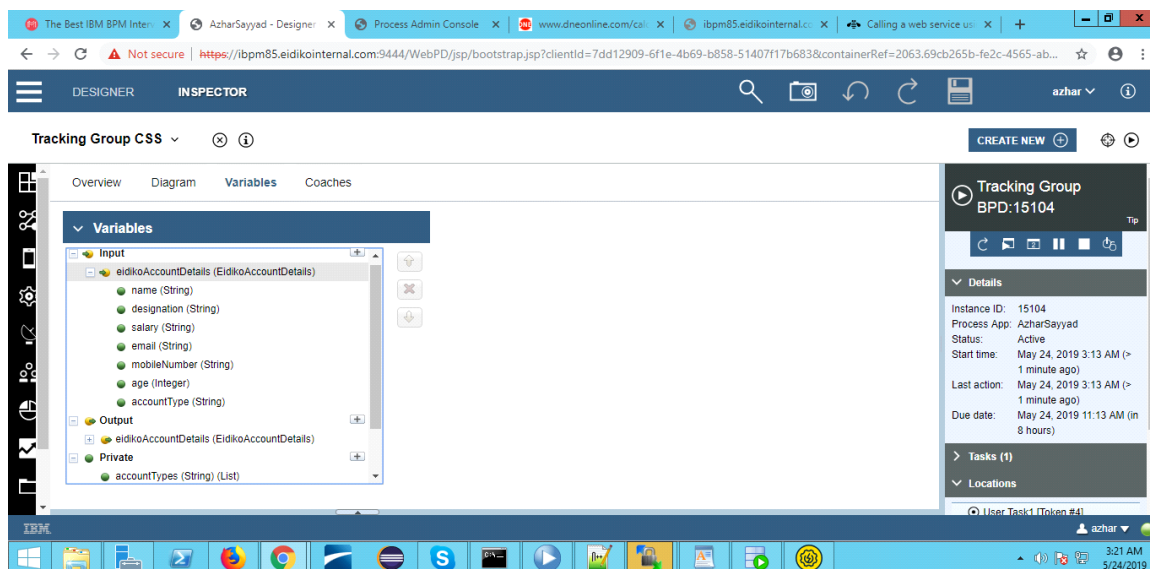 The Best IBM BPM Interv
AzharSayyad - Designer
Process Admin Console
www.dneonline.com/calc
ibpm85.eidikointernal.co
Calling a web service us
Not secure | https://ibpm85.eidikointernal.com:9444/WebPD/jsp/bootstrap.jsp?clientId=7dd12909-6f1e-4b69-b858-51407f17b683&containerRef=2063.69cb265b-fe2c-4565-ab...
DESIGNER INSPECTOR
azhar
Tracking Group CSS
CREATE NEW
Overview Diagram Variables Coaches
Variables
Input
eidikoAccountDetails (EidikoAccountDetails)
name (String)
designation (String)
salary (String)
email (String)
mobileNumber (String)
age (Integer)
accountType (String)
Output
eidikoAccountDetails (EidikoAccountDetails)
Private
accountTypes (String) (List)
Tracking Group
BPD:15104
Tip
Details
Instance ID: 15104
Process App: AzharSayyad
Status: Active
Start time: May 24, 2019 3:13 AM (>
1 minute ago)
Last action: May 24, 2019 3:13 AM (>
1 minute ago)
Due date: May 24, 2019 11:13 AM (in
8 hours)
Tasks (1)
Locations
User Task1 [Token #4]
IBM
azhar
3:21 AM
5/24/2019